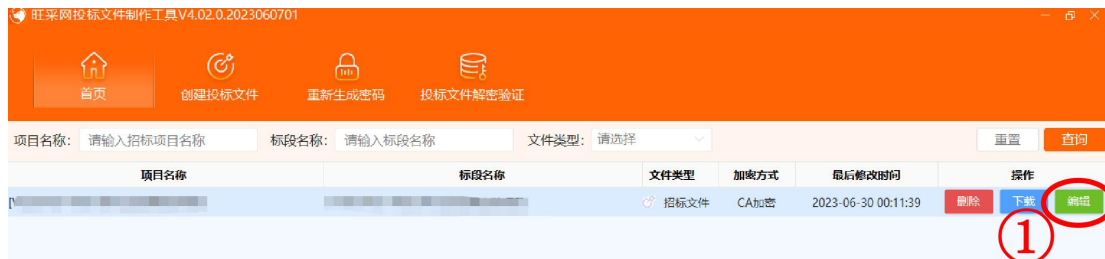 旺采网投标文件制作工具V4.02.0.2023060701
首页 创建投标文件 重新生成密码 投标文件解密验证
项目名称: 请输入招标项目名称 标段名称: 请输入标段名称 文件类型: 请选择 重置 查询
项目名称 标段名称 文件类型 加密方式 最后修改时间 操作
招标文件 CA加密 2023-06-30 00:11:39 删除 下载 编辑
①